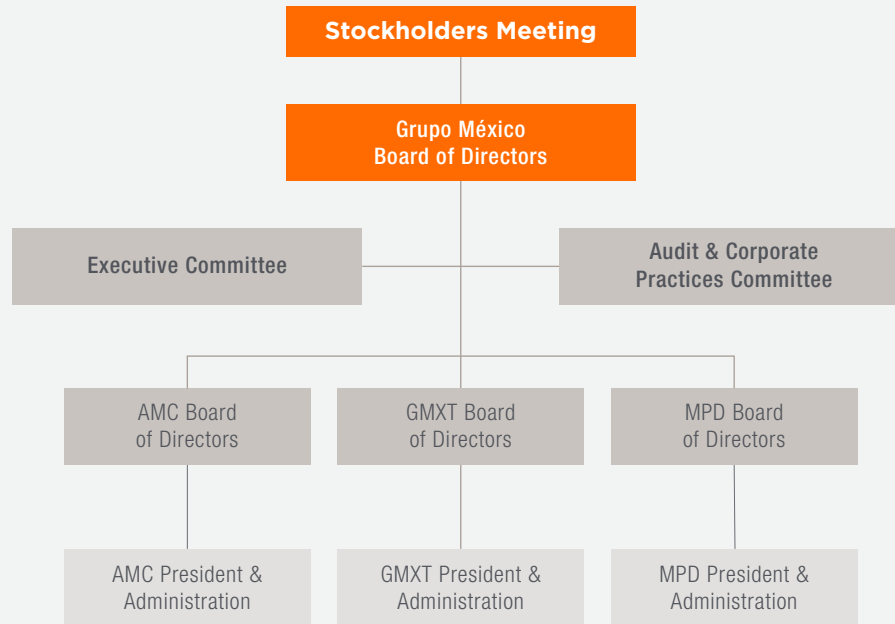 Stockholders Meeting
Grupo México
Board of Directors
Executive Committee
Audit & Corporate
Practices Committee
AMC Board
of Directors
GMXT Board
of Directors
MPD Board
of Directors
AMC President &
Administration
GMXT President &
Administration
MPD President &
Administration